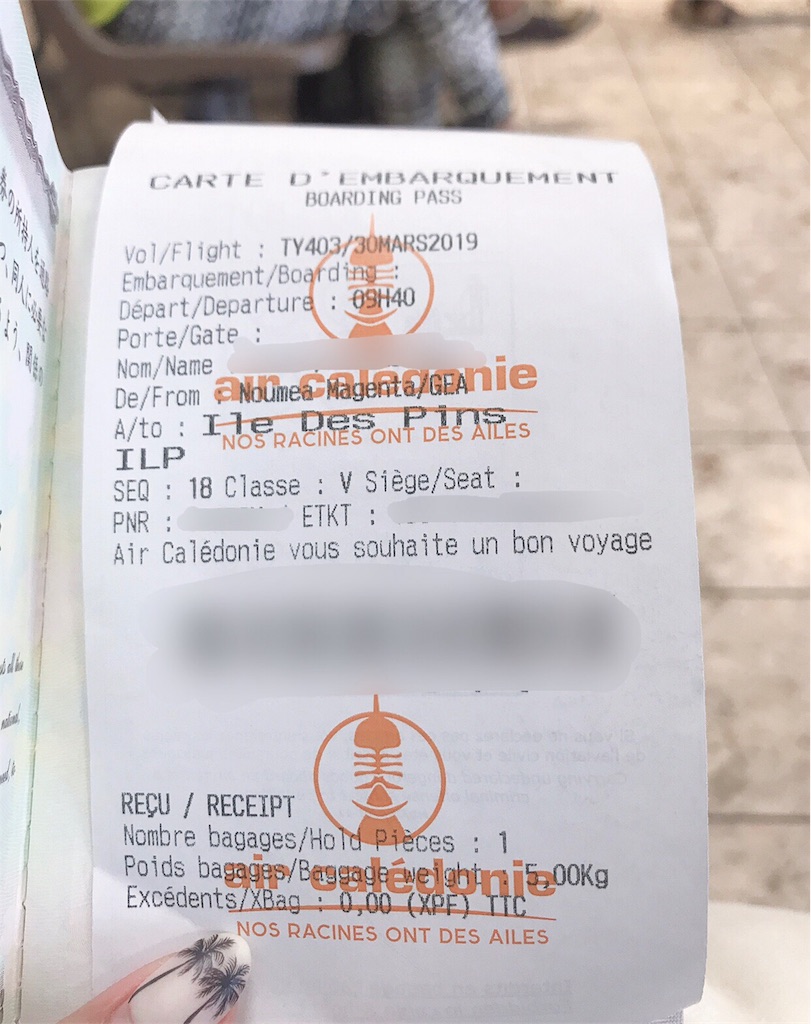 CARTE D'EMBARQUEMENT
BOARDING PASS
Vol/Flight : TY403/30MARS2019
Embarquement/Boarding :
Départ/Departure : 09H40
Porte/Gate :
Nom/Name
air calédonie
De/From : Noumea Magenta/GEA
A/to : Ile Des Pins
NOS RACINES ONT DES AILES
ILP
SEQ : 18 Classe : V Siège/Seat :
PNR : ETKT :
Air Calédonie vous souhaite un bon voyage
REÇU / RECEIPT
Nombre bagages/Hold Pièces : 1
Poids bagages/Baggage weight : 5,00Kg
air calédonie
Excédents/XBag : 0,00 (XPF) TTC
NOS RACINES ONT DES AILES